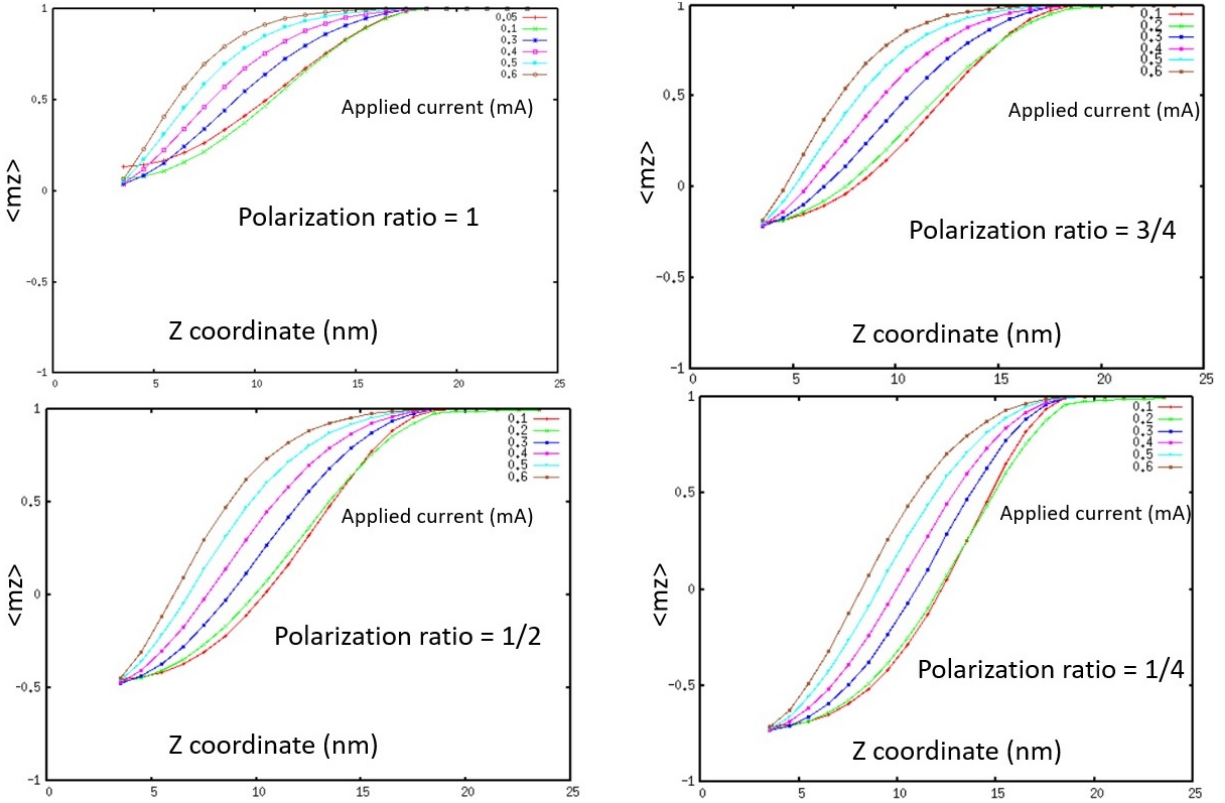 1
0.05
0.1
0.3
0.4
0.5
0.6
0.5
Applied current (mA)
0
<mz>
Polarization ratio = 1
-0.5
Z coordinate (nm)
-1
0 5 10 15 20 25
1
0.1
0.2
0.3
0.4
0.5
0.6
0.5
Applied current (mA)
0
<mz>
Polarization ratio = 3/4
-0.5
Z coordinate (nm)
-1
0 5 10 15 20 25
1
0.1
0.2
0.3
0.4
0.5
0.6
0.5
Applied current (mA)
0
<mz>
Polarization ratio = 1/2
-0.5
Z coordinate (nm)
-1
0 5 10 15 20 25
1
0.1
0.2
0.3
0.4
0.5
0.6
0.5
Applied current (mA)
0
<mz>
Polarization ratio = 1/4
-0.5
Z coordinate (nm)
-1
0 5 10 15 20 25